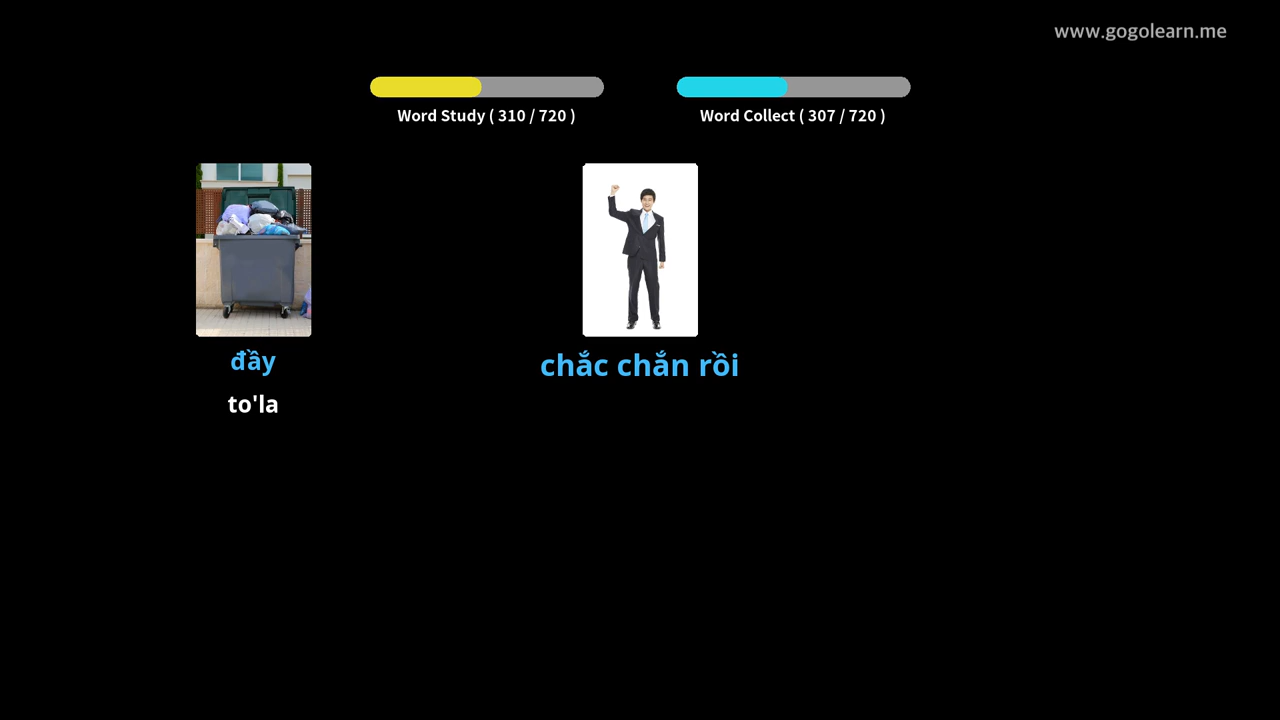 www.gogolearn.me
Word Study ( 310 / 720 )
Word Collect ( 307 / 720 )
đầy
to'la
chắc chắn rồi